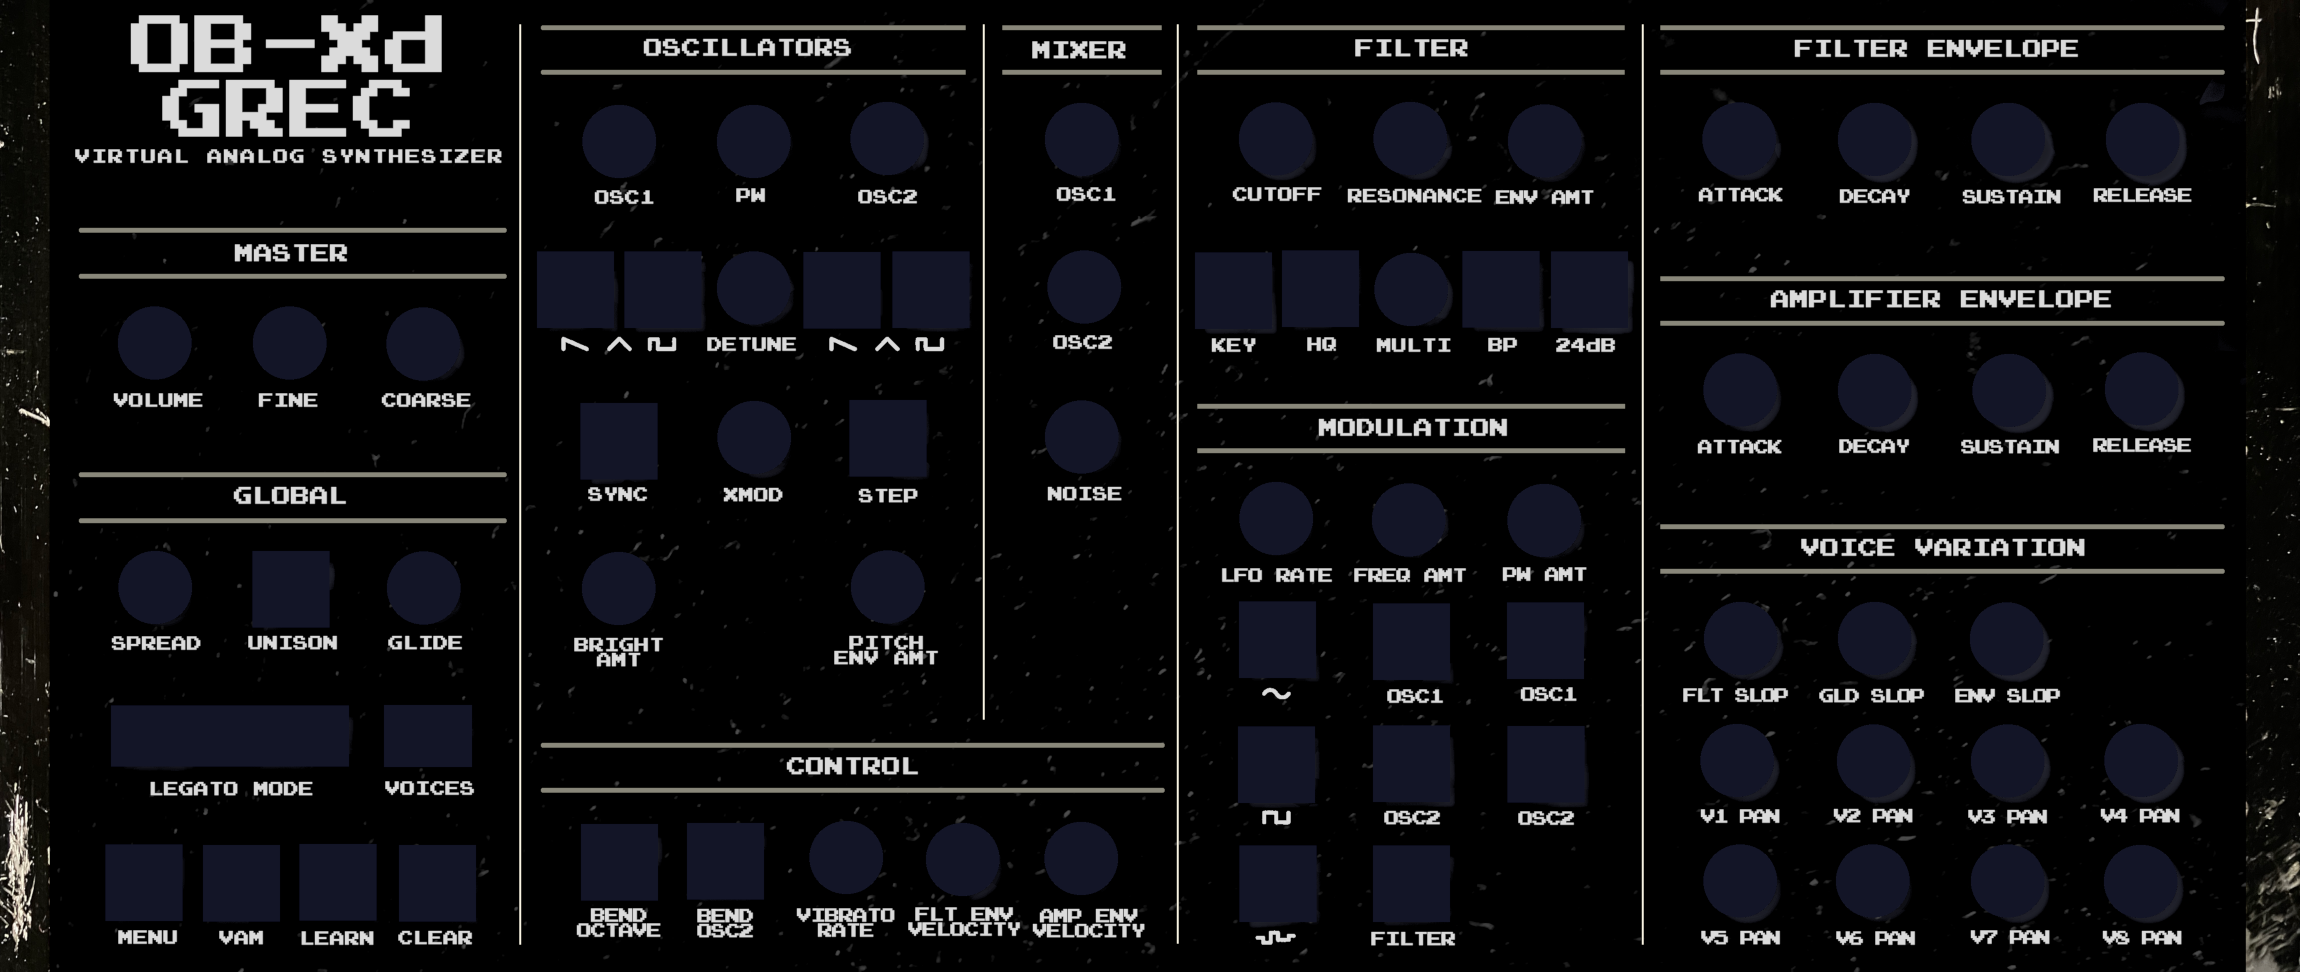 OB-Xd
GREC
VIRTUAL ANALOG SYNTHESIZER
MASTER
VOLUME FINE COARSE
GLOBAL
SPREAD UNISON GLIDE
LEGATO MODE VOICES
MENU VAM LEARN CLEAR
OSCILLATORS
OSC1 PW OSC2
DETUNE
SYNC XMOD STEP
BRIGHT
AMT
PITCH
ENV AMT
MIXER
OSC1
OSC2
NOISE
CONTROL
BEND
OCTAVE
BEND
OSC2
VIBRATO
RATE
FLT ENV
VELOCITY
AMP ENV
VELOCITY
FILTER
CUTOFF RESONANCE ENV AMT
KEY HQ MULTI BP 24dB
MODULATION
LFO RATE FREQ AMT PW AMT
OSC1 OSC1
OSC2 OSC2
FILTER
FILTER ENVELOPE
ATTACK DECAY SUSTAIN RELEASE
AMPLIFIER ENVELOPE
ATTACK DECAY SUSTAIN RELEASE
VOICE VARIATION
FLT SLOP GLD SLOP ENV SLOP
V1 PAN V2 PAN V3 PAN V4 PAN
V5 PAN V6 PAN V7 PAN V8 PAN